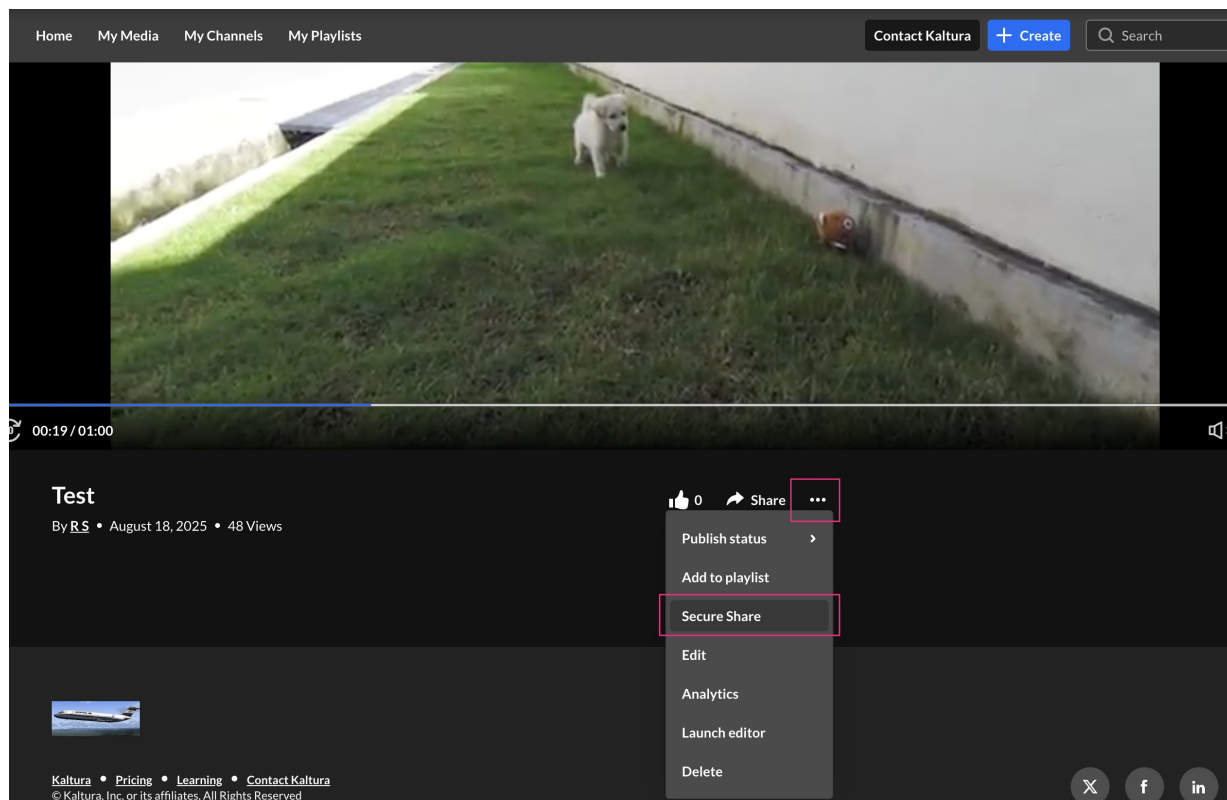 Home My Media My Channels My Playlists Contact Kaltura + Create Search
00:19 / 01:00
Test
0 Share ...
By R S • August 18, 2025 • 48 Views
Publish status >
Add to playlist
Secure Share
Edit
Analytics
Launch editor
Delete
Kaltura • Pricing • Learning • Contact Kaltura
© Kaltura, Inc. or its affiliates. All Rights Reserved
X f in